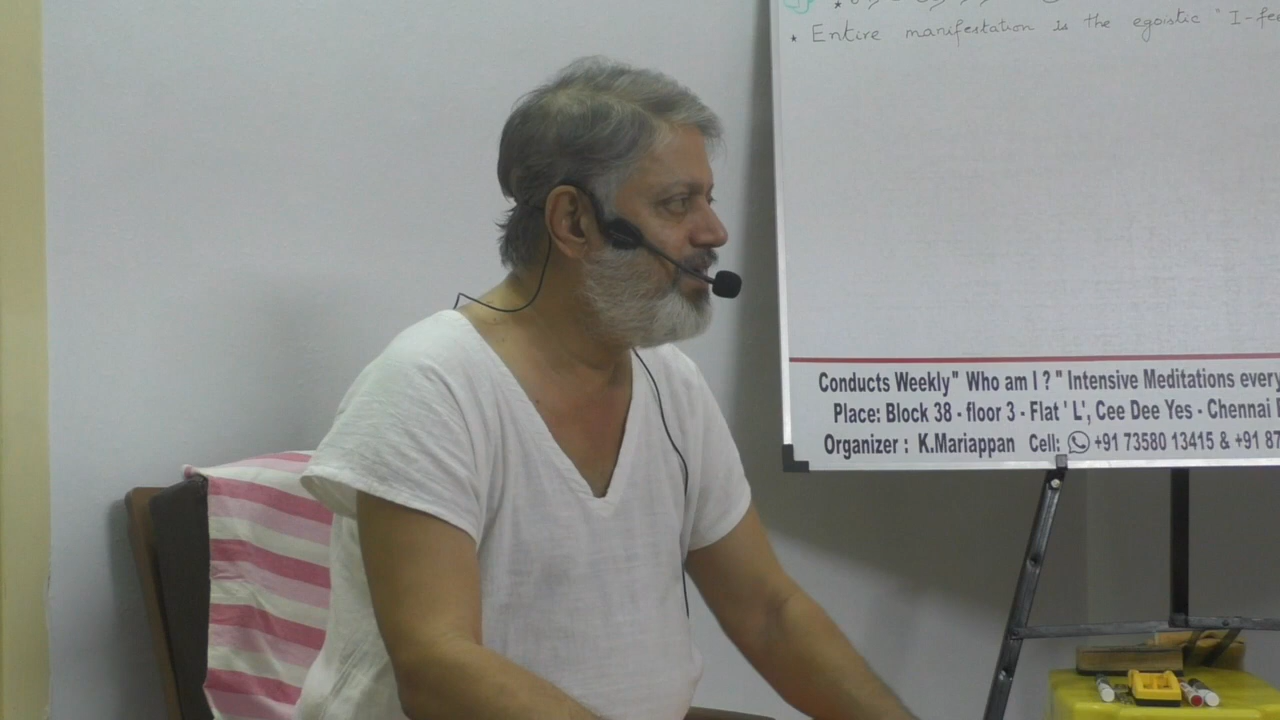 * Entire manifestation is the egoistic "I-fee
Conducts Weekly" Who am I ? " Intensive Meditations every
Place: Block 38 - floor 3 - Flat ' L', Cee Dee Yes - Chennai
Organizer : K.Mariappan Cell: +91 73580 13415 & +91 87